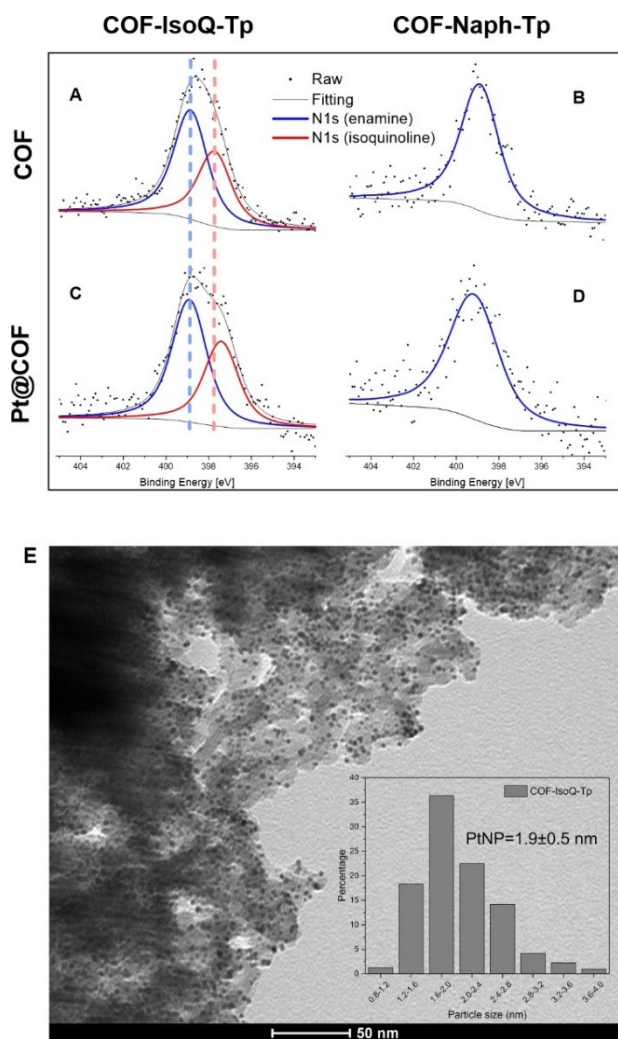 COF-IsoQ-Tp COF-Naph-Tp
COF
Pt@COF
A
Raw
Fitting
N1s (enamine)
N1s (isoquinoline)
B
C
D
404 402 400 398 396 394
Binding Energy [eV]
404 402 400 398 396 394
Binding Energy [eV]
E
COF-IsoQ-Tp
PtNP=1.9±0.5 nm
Percentage
40
35
30
25
20
15
10
5
0
0.8-1.2 1.2-1.6 1.6-2.0 2.0-2.4 2.4-2.8 2.8-3.2 3.2-3.6 3.6-4.0
Particle size (nm)
50 nm